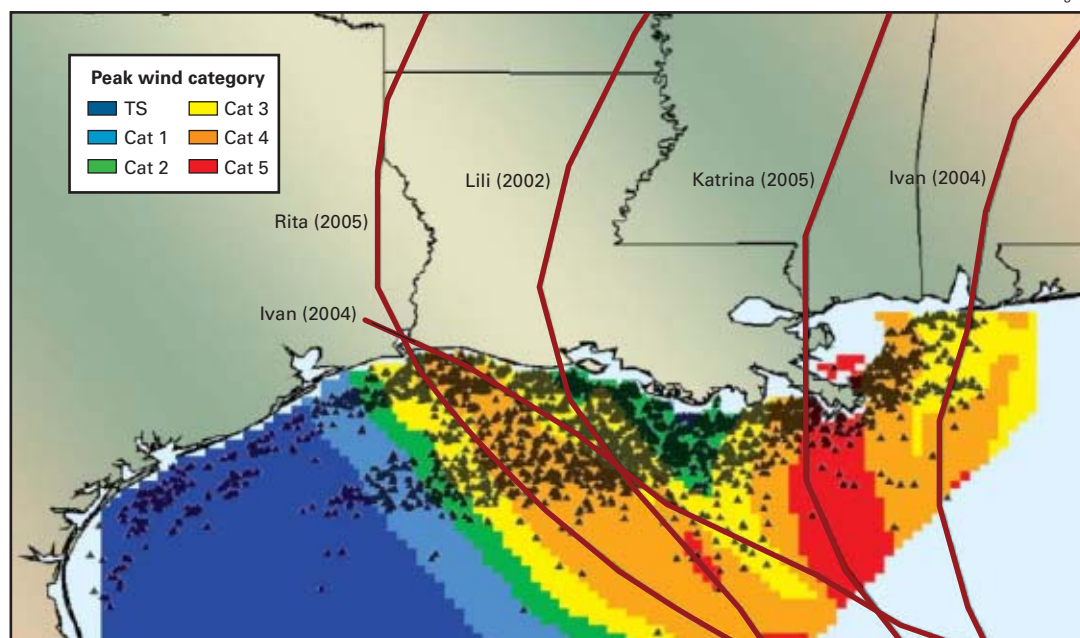 Peak wind category
TS
Cat 3
Cat 1
Cat 4
Cat 2
Cat 5
Lili (2002)
Katrina (2005)
Ivan (2004)
Rita (2005)
Ivan (2004)